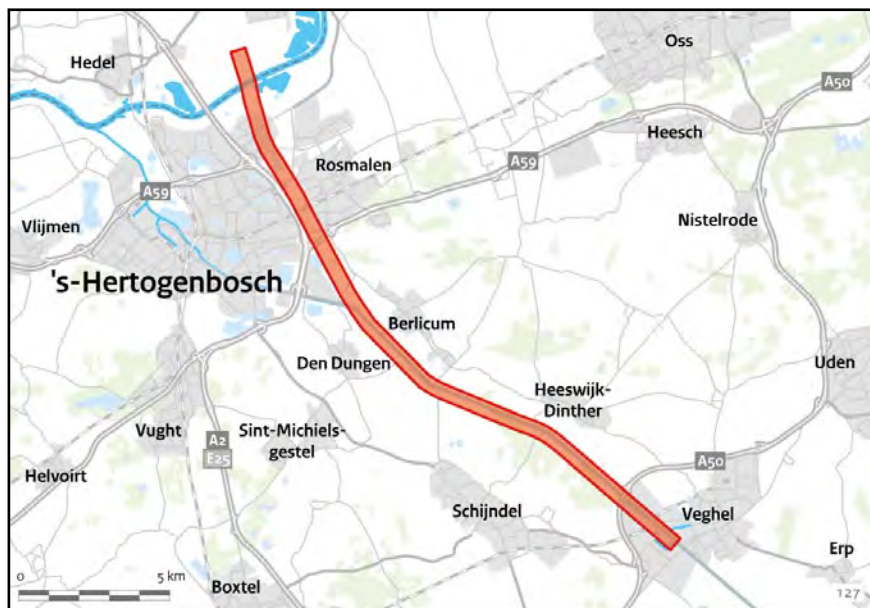 Hedel
Oss
A50
Heesch
Rosmalen
A59
A59
Vlijmen
Nistelrode
's-Hertogenbosch
Berlicum
Den Dungen
Uden
Heeswijk-
Dinther
Vught
A2
E25
Sint-Michiels-
gestel
Helvoirt
A50
Schijndel
Veghel
Erp
0
5 km
Boxtel
127